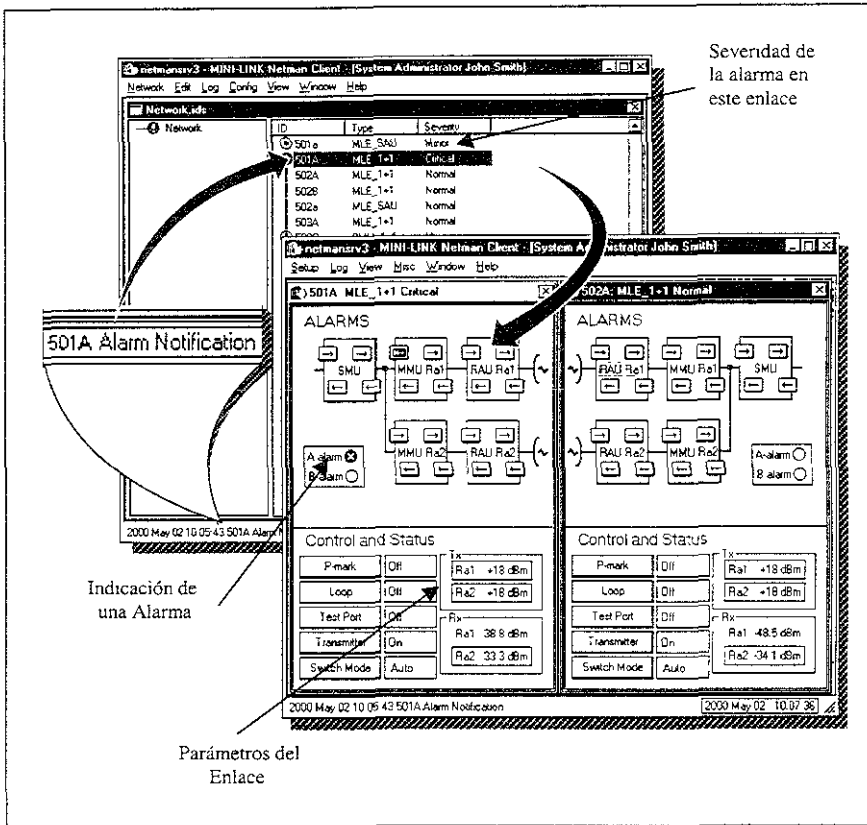 Severidad de
la alarma en
este enlace
netmansrv3 - MINI-LINK Netman Client - [System Administrator John Smith]
Network Edit Log Config View Window Help
Network.ids
Network
ID Type Severity
501a MLE_SAU Minor
501A MLE_1+1 Critical
502A MLE_1+1 Normal
502B MLE_1+1 Normal
502a MLE_SAU Normal
503A MLE_1+1 Normal
501A Alarm Notification
2000 May 02 10 05 43 501A Alarm
netmansrv3 - MINI-LINK Netman Client - [System Administrator John Smith]
Setup Log View Misc Window Help
501A MLE_1+1 Critical
ALARMS
SMU MMU Ra1 RAU Ra1
MMU Ra2 RAU Ra2
A-alarm
B-alarm
Control and Status
P-mark Off
Loop Off
Test Port Off
Transmitter On
Switch Mode Auto
Tx
Ra1 +18 dBm
Ra2 +18 dBm
Rx
Ra1 38 8 dBm
Ra2 33 3 dBm
502A: MLE_1+1 Normal
ALARMS
RAU Ra1 MMU Ra1 SMU
RAU Ra2 MMU Ra2
A-alarm
B-alarm
Control and Status
P-mark Off
Loop Off
Test Port Off
Transmitter On
Switch Mode Auto
Tx
Ra1 +18 dBm
Ra2 +18 dBm
Rx
Ra1 -48.5 dBm
Ra2 -34 1 dBm
2000 May 02 10 05 43 501A Alarm Notification
2000 May 02 10.07 36
Indicación de
una Alarma
Parámetros del
Enlace